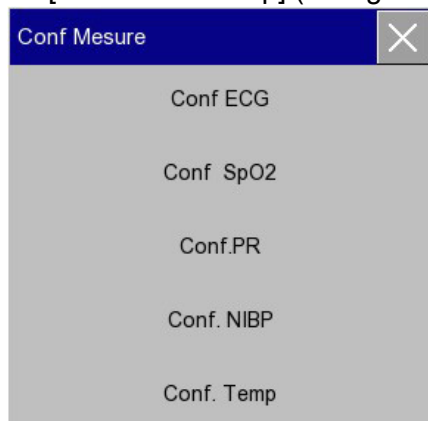 Conf Mesure
Conf ECG
Conf SpO2
Conf.PR
Conf. NIBP
Conf. Temp